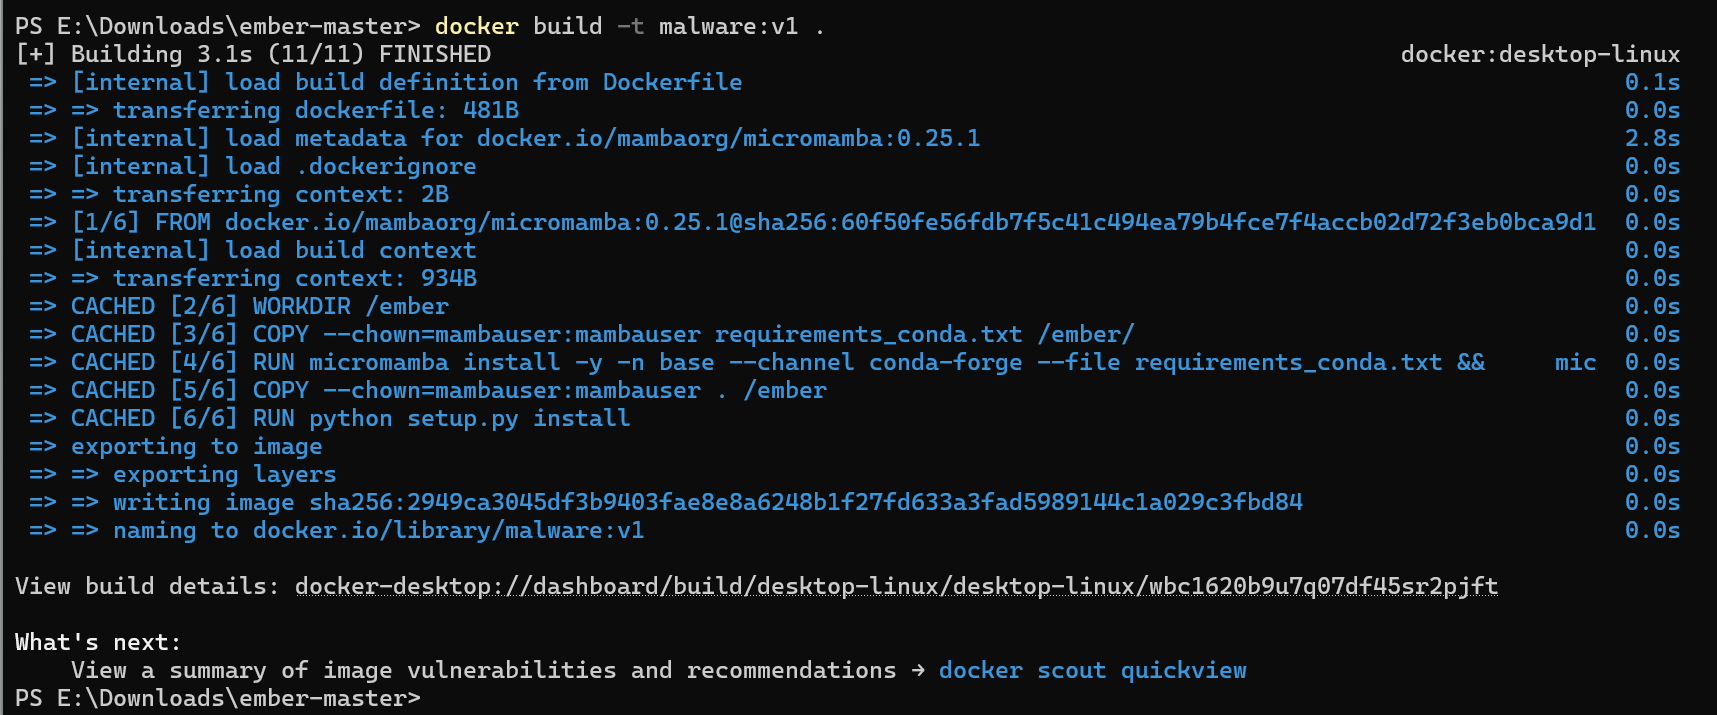 PS E:\Downloads\ember-master> docker build -t malware:v1 .
[+] Building 3.1s (11/11) FINISHED docker:desktop-linux
=> [internal] load build definition from Dockerfile 0.1s
=> => transferring dockerfile: 481B 0.0s
=> [internal] load metadata for docker.io/mambaorg/micromamba:0.25.1 2.8s
=> [internal] load .dockerignore 0.0s
=> => transferring context: 2B 0.0s
=> [1/6] FROM docker.io/mambaorg/micromamba:0.25.1@sha256:60f50fe56fdb7f5c41c494ea79b4fce7f4accb02d72f3eb0bca9d1 0.0s
=> [internal] load build context 0.0s
=> => transferring context: 934B 0.0s
=> CACHED [2/6] WORKDIR /ember 0.0s
=> CACHED [3/6] COPY --chown=mambauser:mambauser requirements_conda.txt /ember/ 0.0s
=> CACHED [4/6] RUN micromamba install -y -n base --channel conda-forge --file requirements_conda.txt && mic 0.0s
=> CACHED [5/6] COPY --chown=mambauser:mambauser . /ember 0.0s
=> CACHED [6/6] RUN python setup.py install 0.0s
=> exporting to image 0.0s
=> => exporting layers 0.0s
=> => writing image sha256:2949ca3045df3b9403fae8e8a6248b1f27fd633a3fad5989144c1a029c3fbd84 0.0s
=> => naming to docker.io/library/malware:v1 0.0s
View build details: docker-desktop://dashboard/build/desktop-linux/desktop-linux/wbc1620b9u7q07df45sr2pjft
What's next:
View a summary of image vulnerabilities and recommendations → docker scout quickview
PS E:\Downloads\ember-master>